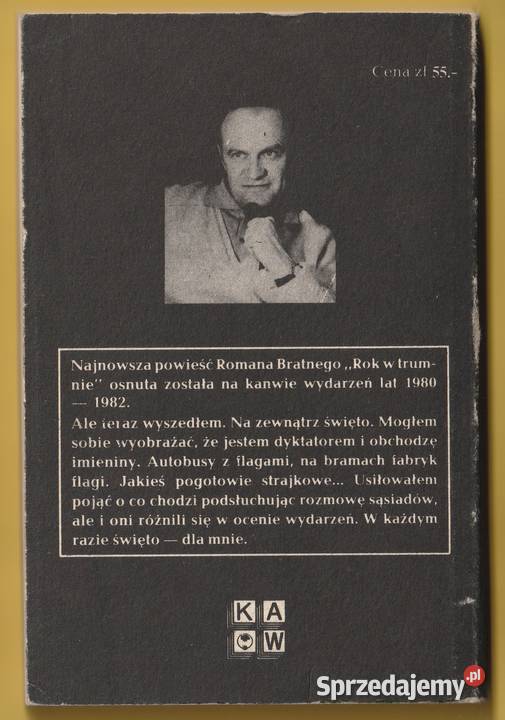 Cena zł 55.-
Najnowsza powieść Romana Bratnego ,,Rok w trum-
nie" osnuta została na kanwie wydarzeń lat 1980
— 1982.
Ale teraz wyszedłem. Na zewnątrz święto. Mogłem
sobie wyobrażać, że jestem dyktatorem i obchodzę
imieniny. Autobusy z flagami, na bramach fabryk
flagi. Jakieś pogotowie strajkowe... Usiłowałem
pojąć o co chodzi podsłuchując rozmowę sąsiadów,
ale i oni różnili się w ocenie wydarzeń. W każdym
razie święto — dla mnie.
K A
W
Sprzedajemy.pl